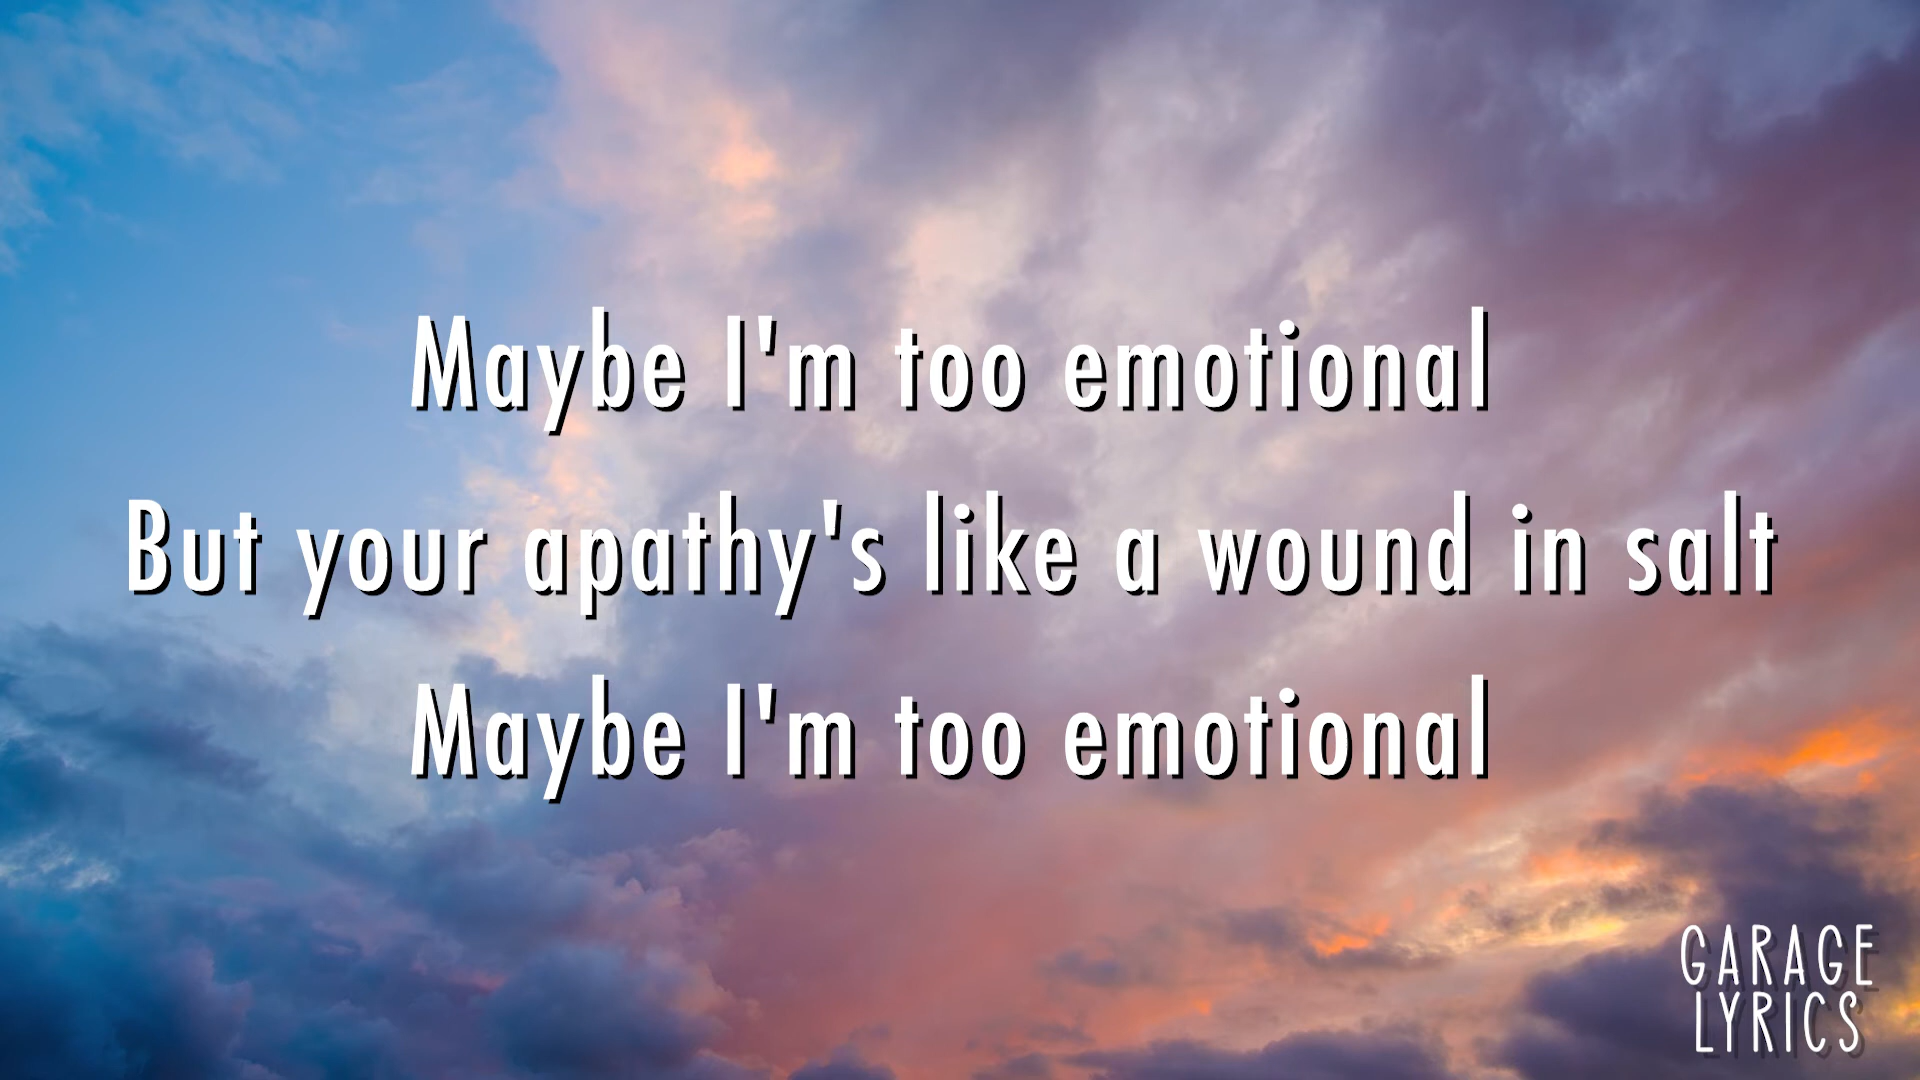 Maybe I'm too emotional
But your apathy's like a wound in salt
Maybe I'm too emotional
GARAGE
LYRICS